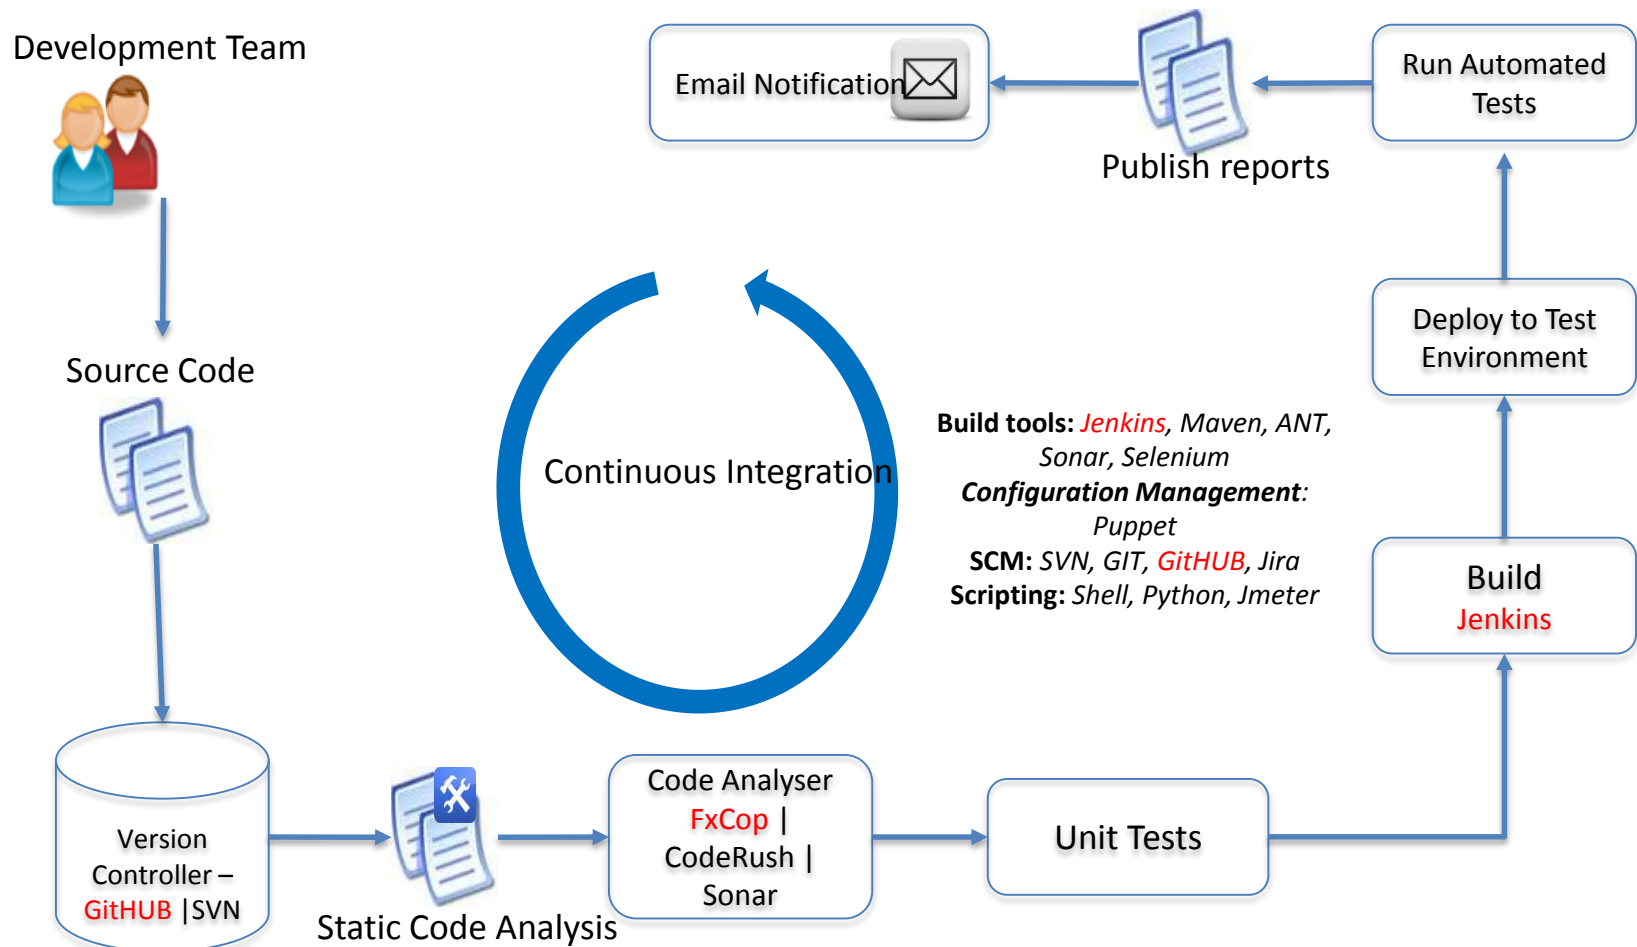 Development Team
Email Notification
Run Automated
Tests
Publish reports
Source Code
Deploy to Test
Environment
Continuous Integration
Build tools: Jenkins, Maven, ANT,
Sonar, Selenium
Configuration Management:
Puppet
SCM: SVN, GIT, GitHUB, Jira
Scripting: Shell, Python, Jmeter
Build
Jenkins
Version
Controller –
GitHUB |SVN
Static Code Analysis
Code Analyser
FxCop |
CodeRush |
Sonar
Unit Tests